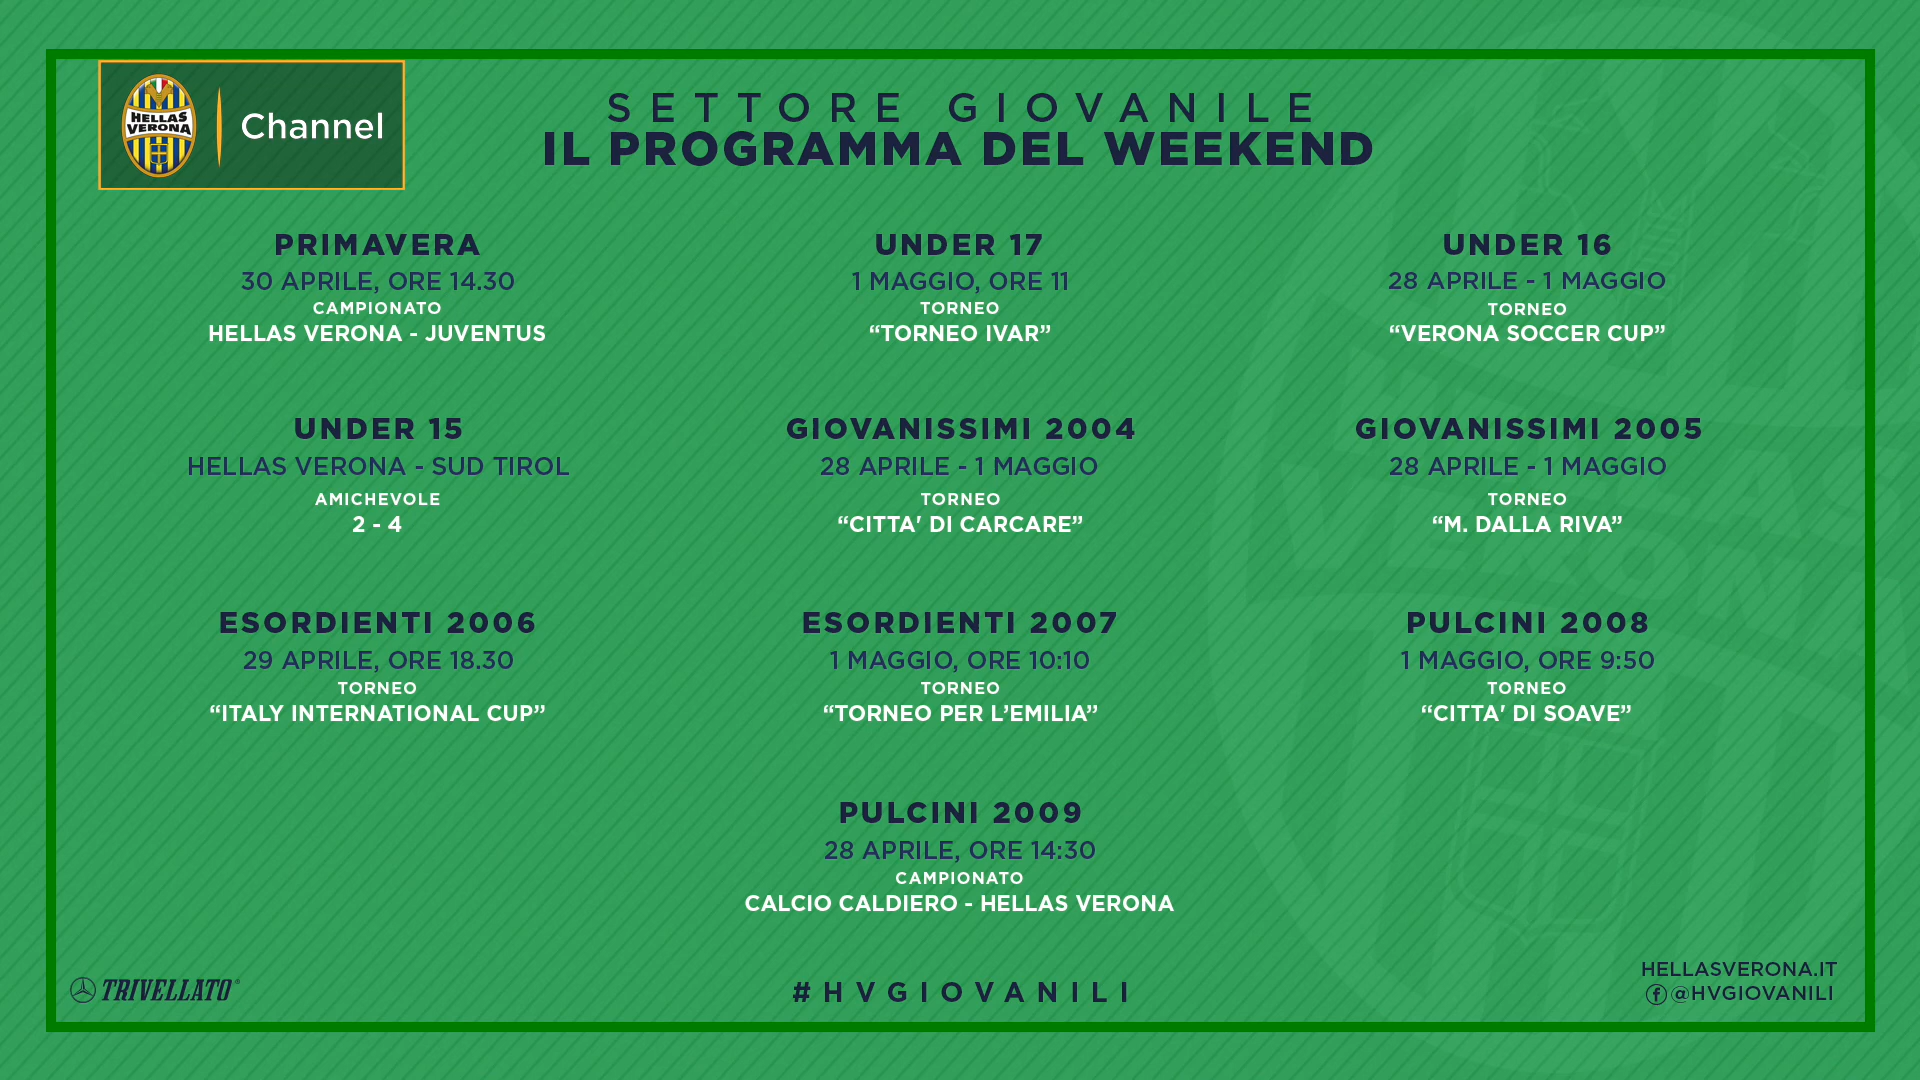 HELLAS
VERONA
Channel
SETTORE GIOVANILE
IL PROGRAMMA DEL WEEKEND
PRIMAVERA
30 APRILE, ORE 14.30
CAMPIONATO
HELLAS VERONA - JUVENTUS
UNDER 17
1 MAGGIO, ORE 11
TORNEO
“TORNEO IVAR”
UNDER 16
28 APRILE - 1 MAGGIO
TORNEO
“VERONA SOCCER CUP”
UNDER 15
HELLAS VERONA - SUD TIROL
AMICHEVOLE
2 - 4
GIOVANISSIMI 2004
28 APRILE - 1 MAGGIO
TORNEO
“CITTA' DI CARCARE”
GIOVANISSIMI 2005
28 APRILE - 1 MAGGIO
TORNEO
“M. DALLA RIVA”
ESORDIENTI 2006
29 APRILE, ORE 18.30
TORNEO
“ITALY INTERNATIONAL CUP”
ESORDIENTI 2007
1 MAGGIO, ORE 10:10
TORNEO
“TORNEO PER L’EMILIA”
PULCINI 2008
1 MAGGIO, ORE 9:50
TORNEO
“CITTA' DI SOAVE”
PULCINI 2009
28 APRILE, ORE 14:30
CAMPIONATO
CALCIO CALDIERO - HELLAS VERONA
TRIVELLATO®
#HVGIOVANILI
HELLASVERONA.IT
@HVGIOVANILI